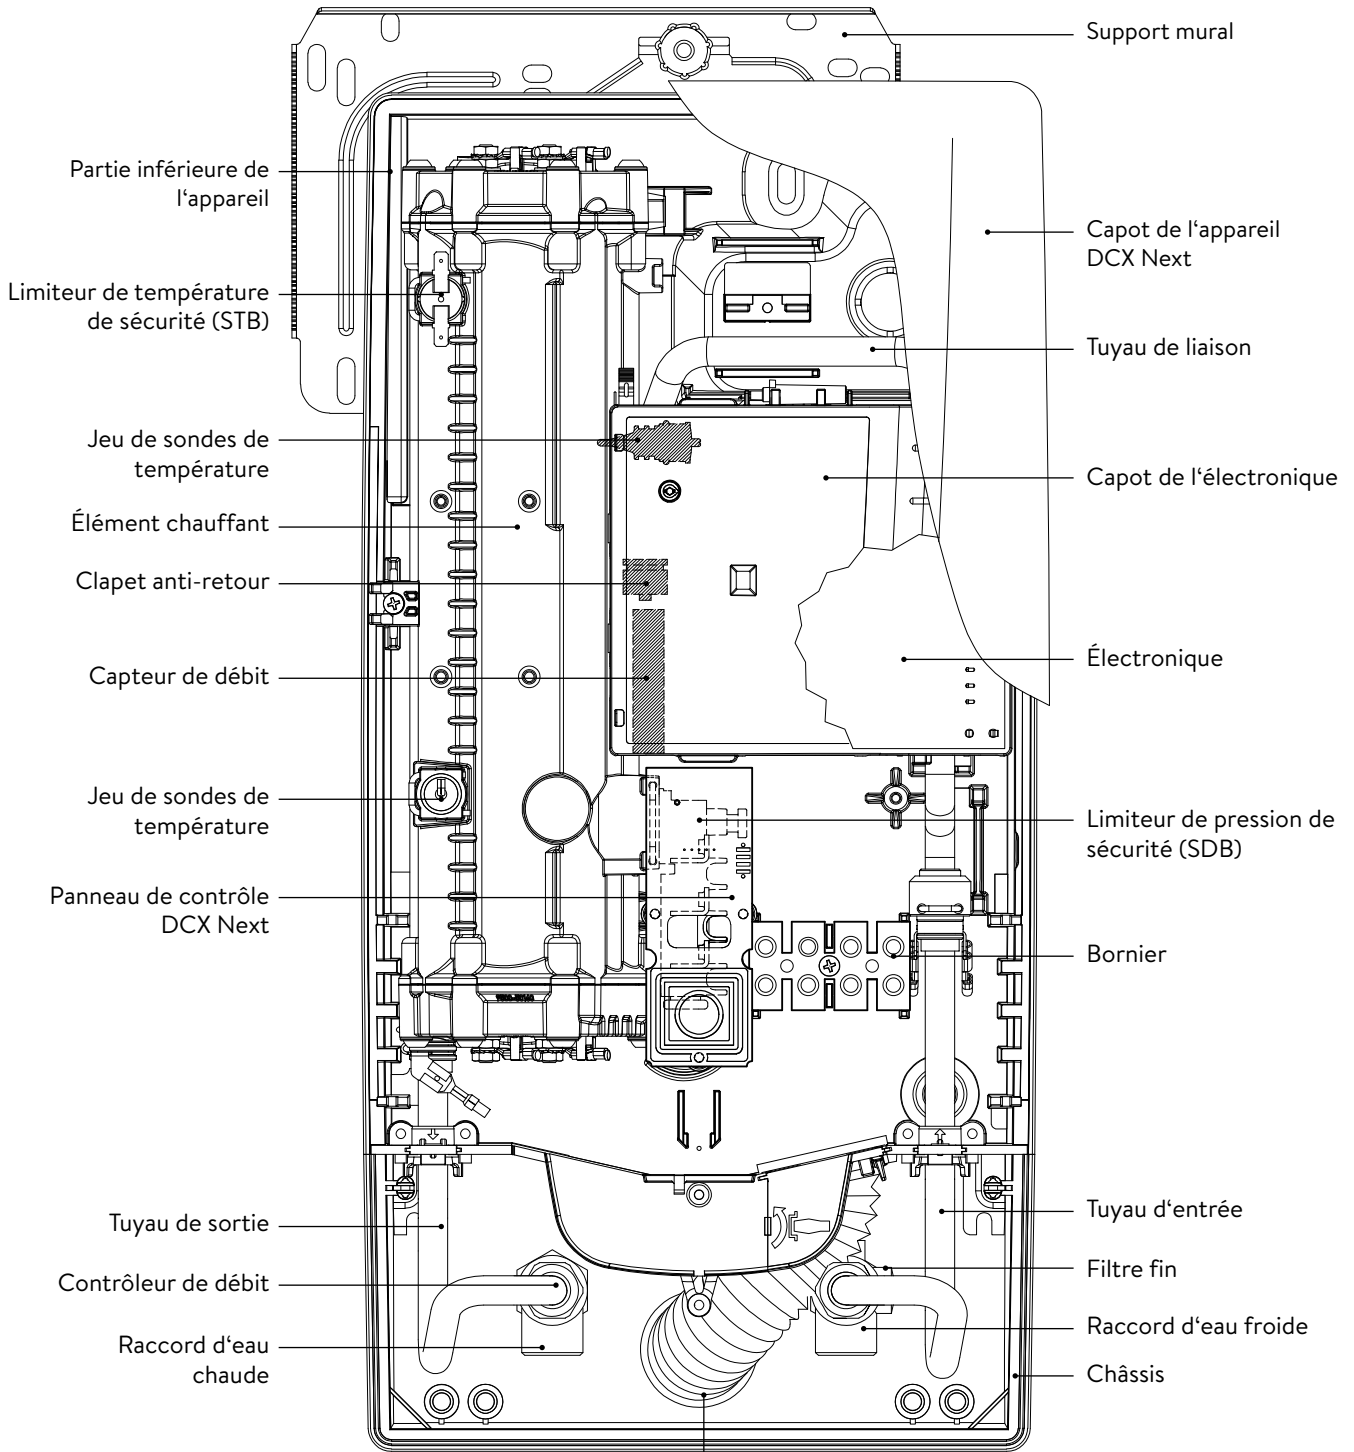 Support mural
Partie inférieure de
l‘appareil
Capot de l‘appareil
DCX Next
Limiteur de température
de sécurité (STB)
Tuyau de liaison
Jeu de sondes de
température
Capot de l‘électronique
Élément chauffant
Clapet anti-retour
Électronique
Capteur de débit
Jeu de sondes de
température
Limiteur de pression de
sécurité (SDB)
Panneau de contrôle
DCX Next
Bornier
Tuyau de sortie
Tuyau d‘entrée
Contrôleur de débit
Filtre fin
Raccord d‘eau
chaude
Raccord d‘eau froide
Châssis